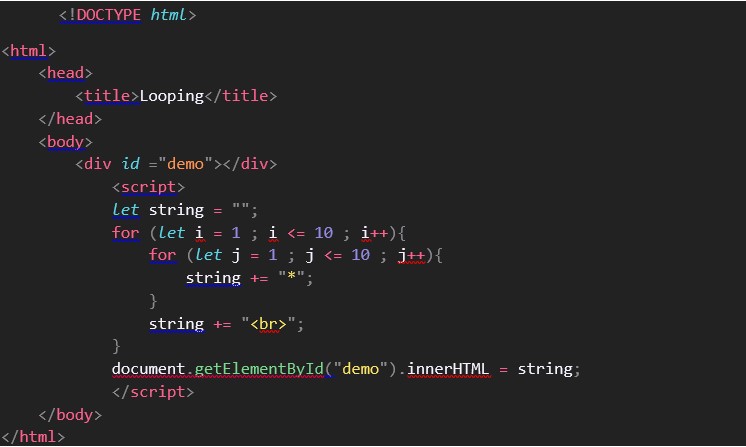 <!DOCTYPE html>
<html>
<head>
<title>Looping</title>
</head>
<body>
<div id ="demo"></div>
<script>
let string = "";
for (let i = 1 ; i <= 10 ; i++){
for (let j = 1 ; j <= 10 ; j++){
string += "*";
}
string += "<br>";
}
document.getElementById("demo").innerHTML = string;
</script>
</body>
</html>